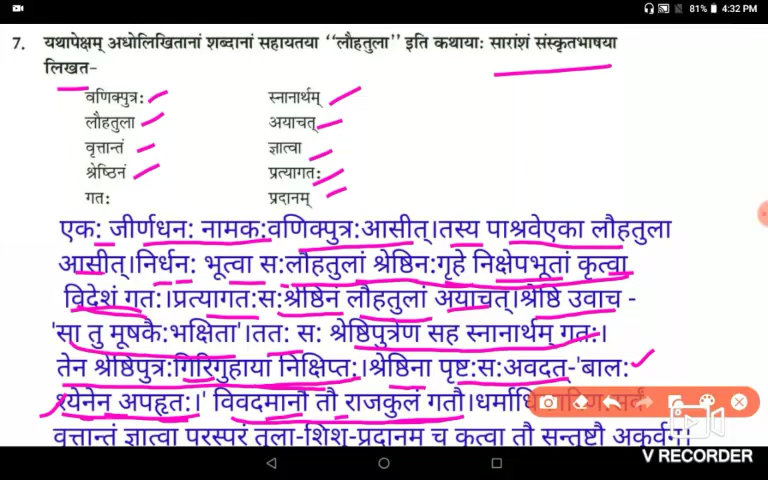 81% 4:32 PM
7. यथापेक्षम् अधोलिखितानां शब्दानां सहायतया "लौहतुला" इति कथायाः सारांशं संस्कृतभाषया
लिखत-
वणिक्पुत्रः स्नानार्थम्
लौहतुला अयाचत्
वृत्तान्तं ज्ञात्वा
श्रेष्ठिनं प्रत्यागतः
गतः प्रदानम्
एक: जीर्णधन: नामक:वणिक्पुत्र:आसीत्।तस्य पाश्रवेएका लौहतुला
आसीत्।निर्धन: भूत्वा स:लौहतुलां श्रेष्ठिन:गृहे निक्षेपभूतां कृत्वा
विदेशं गत:।प्रत्यागत:स:श्रेष्ठिनं लौहतुलां अयाचत्।श्रेष्ठि उवाच -
'सा तु मूषकै:भक्षिता'।तत: स: श्रेष्ठिपुत्रेण सह स्नानार्थम् गत:।
तेन श्रेष्ठिपुत्र:गिरिगुहायां निक्षिप्त:।श्रेष्ठिना पृष्ट:स:अवदत्-'बाल:
श्येनेन अपहृत:।' विवदमानौ तौ राजकुलं गतौ।
वृत्तान्तं ज्ञात्वा परस्परं तुला-शिशु-प्रदानम् च कृत्वा तौ सन्तुष्टौ
V RECORDER